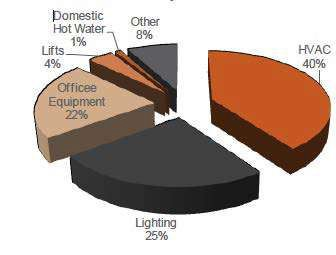 Domestic
Hot Water
1%
Other
8%
HVAC
40%
Lifts
4%
Officee
Equipment
22%
Lighting
25%